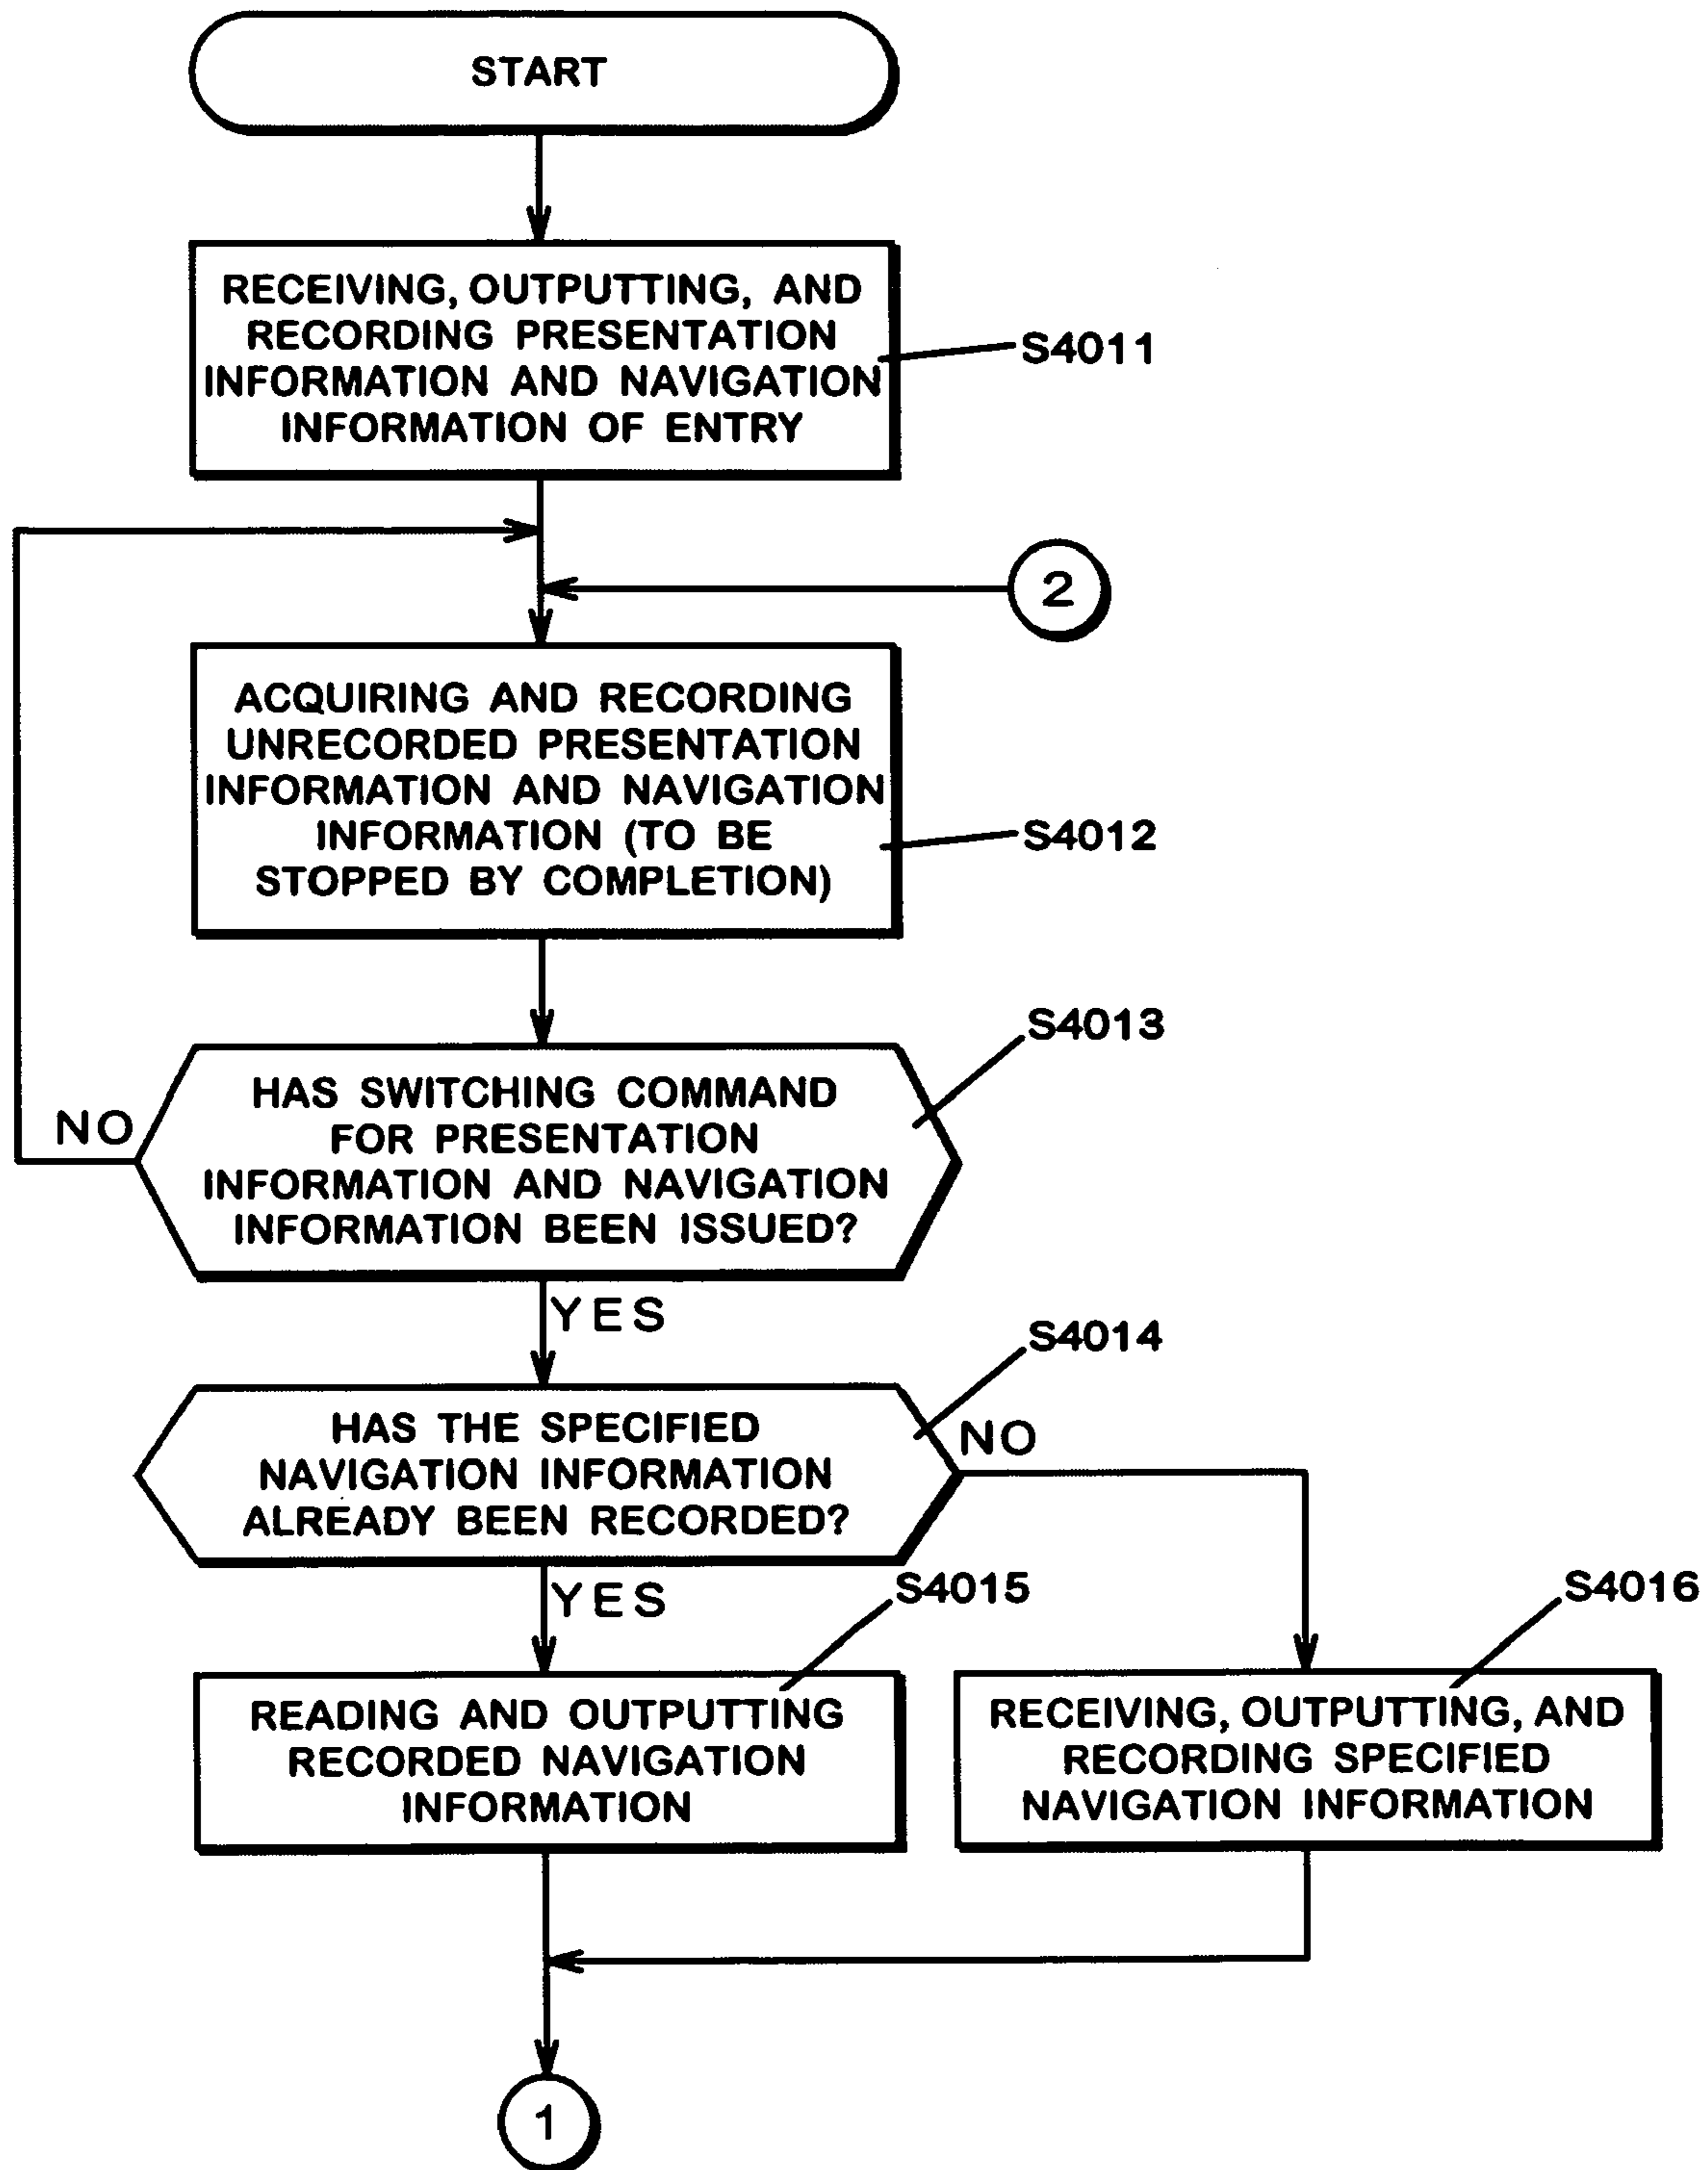 START
RECEIVING, OUTPUTTING, AND
RECORDING PRESENTATION
INFORMATION AND NAVIGATION
INFORMATION OF ENTRY
S4011
2
ACQUIRING AND RECORDING
UNRECORDED PRESENTATION
INFORMATION AND NAVIGATION
INFORMATION (TO BE
STOPPED BY COMPLETION)
S4012
S4013
HAS SWITCHING COMMAND
FOR PRESENTATION
INFORMATION AND NAVIGATION
INFORMATION BEEN ISSUED?
NO
YES
S4014
HAS THE SPECIFIED
NAVIGATION INFORMATION
ALREADY BEEN RECORDED?
NO
YES
S4015
S4016
READING AND OUTPUTTING
RECORDED NAVIGATION
INFORMATION
RECEIVING, OUTPUTTING, AND
RECORDING SPECIFIED
NAVIGATION INFORMATION
1